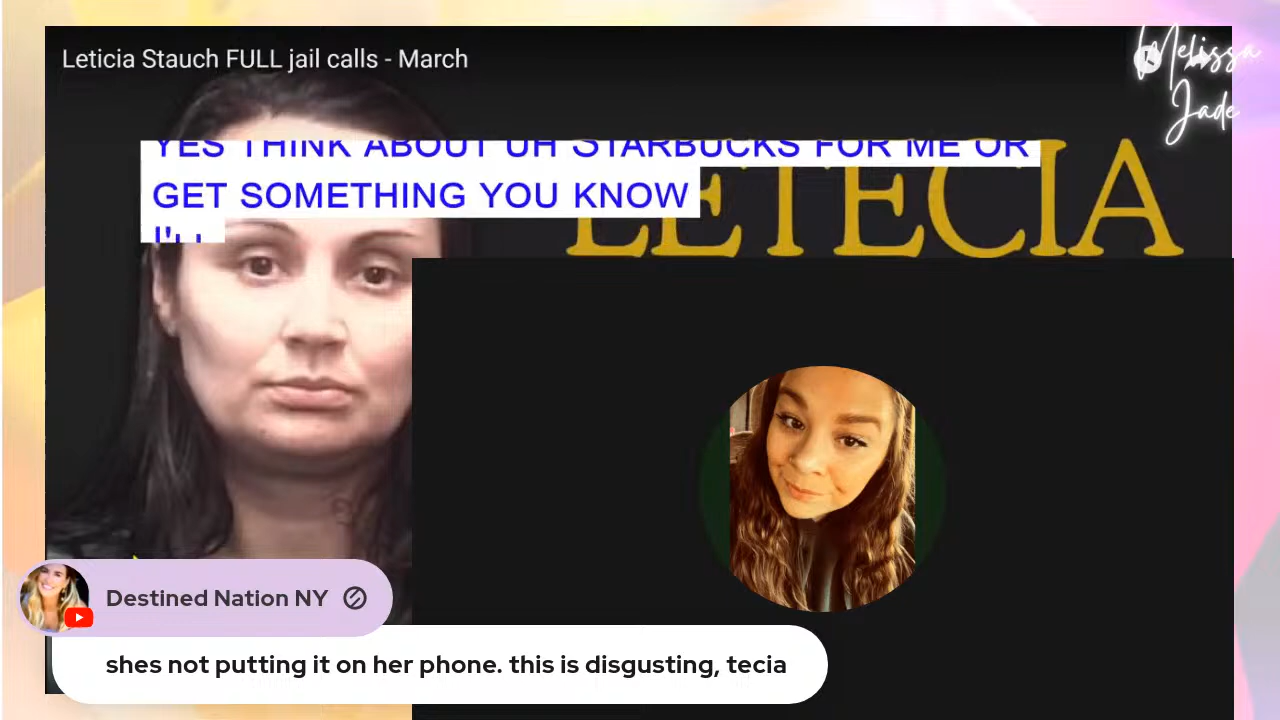 Leticia Stauch FULL jail calls - March
Melissa
Jade
YES THINK ABOUT UH STARBUCKS FOR ME OR
GET SOMETHING YOU KNOW
I'LL
LETECIA
Destined Nation NY
shes not putting it on her phone. this is disgusting, tecia